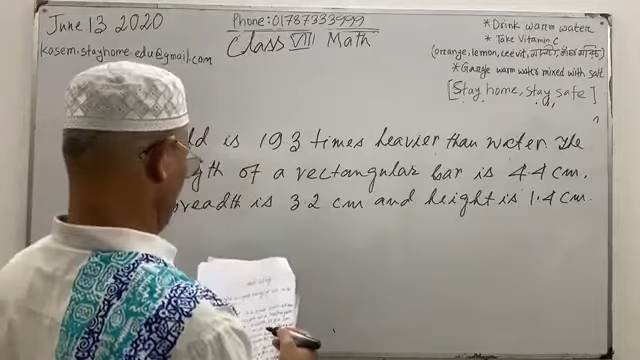 June 13 2020
kasem.stayhome.edu@gmail.com
Phone: 01787333999
Class VIII Math
* Drink warm water
* Take Vitamin C
(orange, lemon, ceevit,
* Gargle warm water mixed with salt
[Stay home, stay safe]
ld is 19.3 times heavier than water. The
gth of a rectangular bar is 4.4 cm.
breadth is 3.2 cm and height is 1.4 cm.